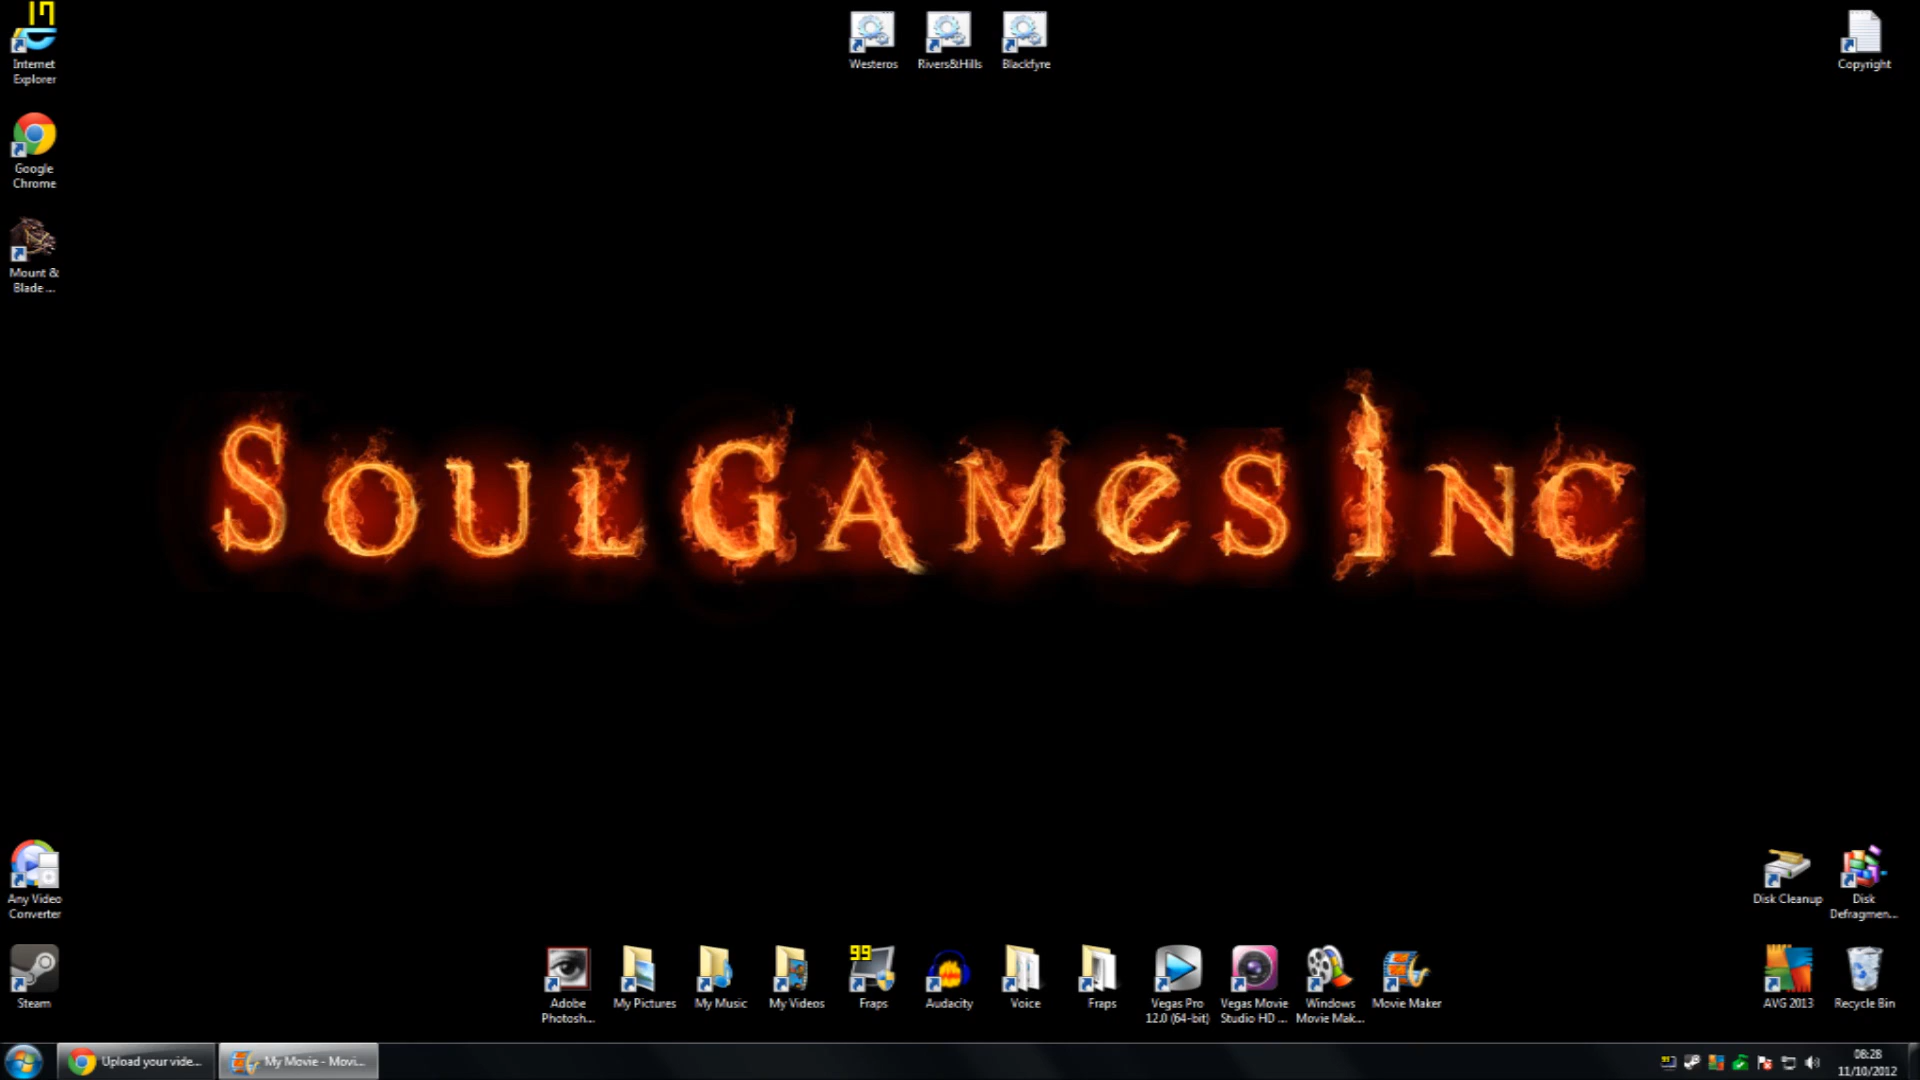 17
Internet
Explorer
Westeros
Rivers&Hills
Blackfyre
Copyright
Google
Chrome
Mount &
Blade ...
SoulGamesInc
Any Video
Converter
Disk Cleanup
Disk
Defragmen...
Steam
99
Adobe
Photosh...
My Pictures
My Music
My Videos
Fraps
Audacity
Voice
Fraps
Vegas Pro
12.0 (64-bit)
Vegas Movie
Studio HD ...
Windows
Movie Mak...
Movie Maker
AVG 2013
Recycle Bin
Upload your vide...
My Movie - Movi...
99
08:28
11/10/2012